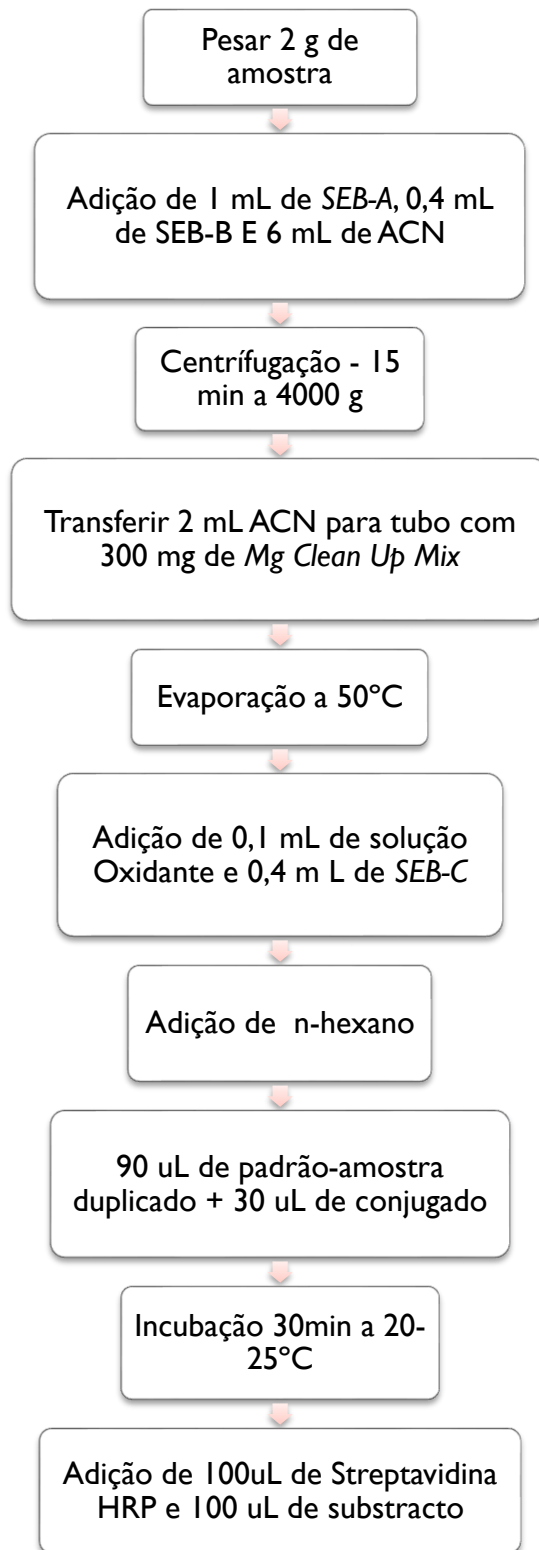 Pesar 2 g de
amostra
Adição de 1 mL de SEB-A, 0,4 mL
de SEB-B E 6 mL de ACN
Centrífugação - 15
min a 4000 g
Transferir 2 mL ACN para tubo com
300 mg de Mg Clean Up Mix
Evaporação a 50ºC
Adição de 0,1 mL de solução
Oxidante e 0,4 m L de SEB-C
Adição de n-hexano
90 uL de padrão-amostra
duplicado + 30 uL de conjugado
Incubação 30min a 20-
25ºC
Adição de 100uL de Streptavidina
HRP e 100 uL de substracto